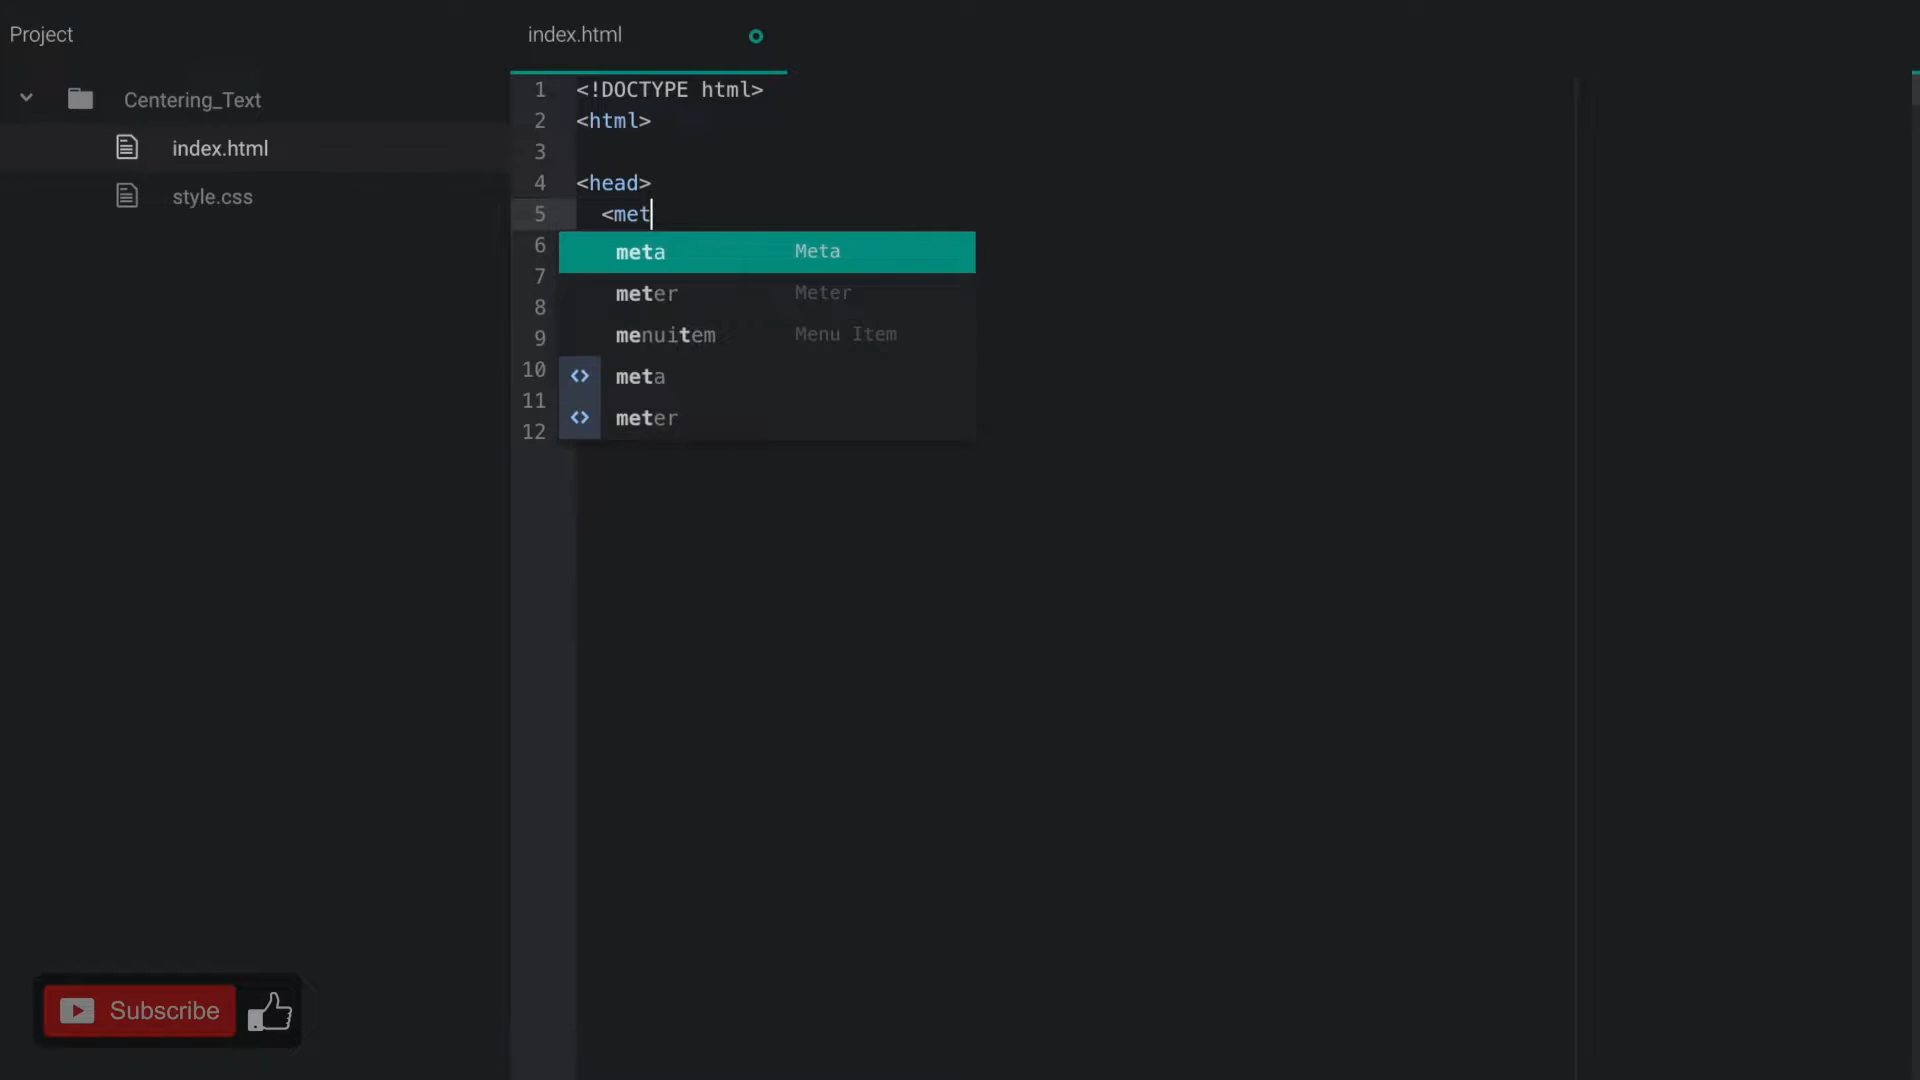 Project
Centering_Text
index.html
style.css
index.html
1 <!DOCTYPE html>
2 <html>
3
4 <head>
5 <met
6
7
8
9
10
11
12
meta Meta
meter Meter
menuitem Menu Item
<> meta
<> meter
Subscribe